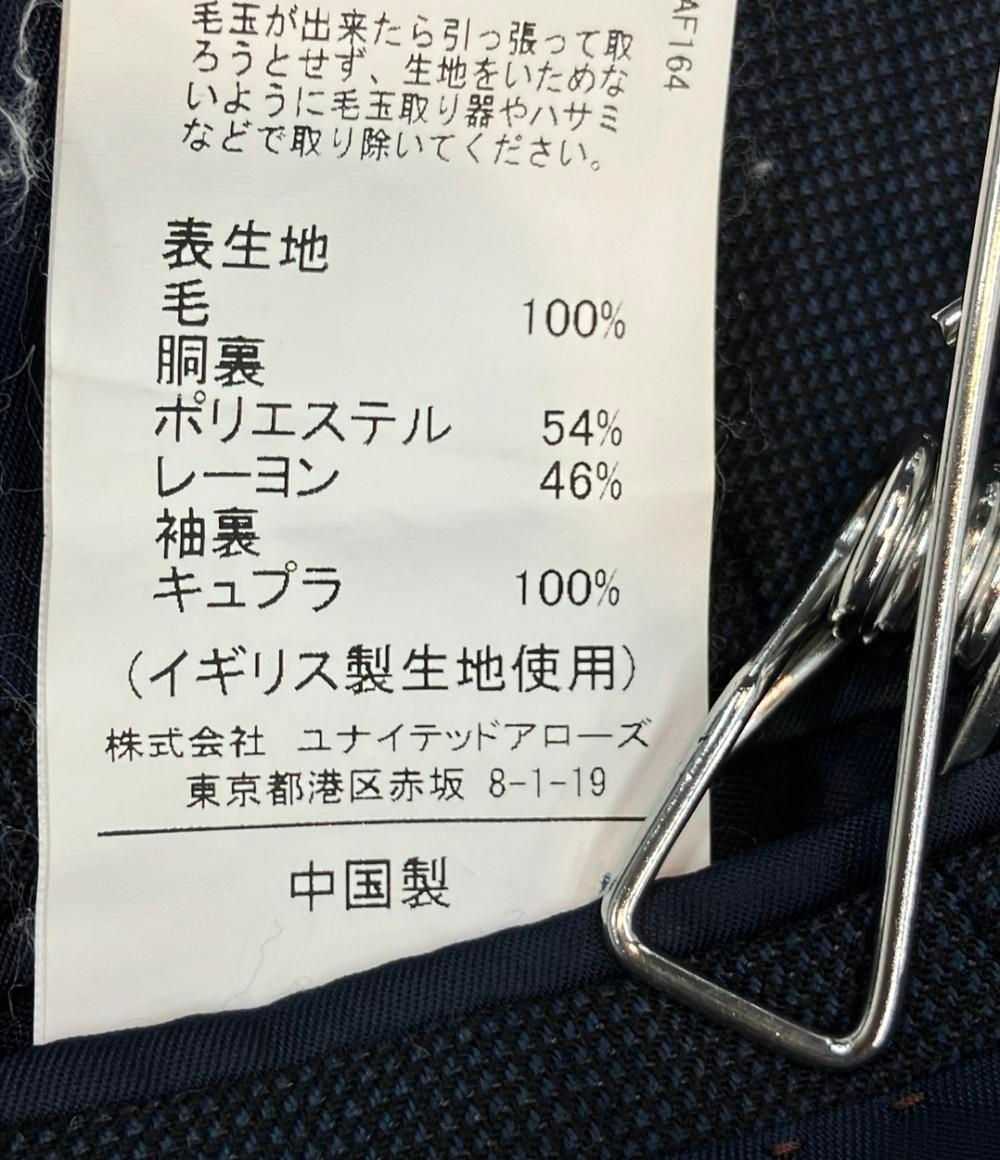 毛玉が出来たら引っ張って取
ろうとせず、生地をいためな
いように毛玉取り器やハサミ
などで取り除いてください。
AF164
表生地
毛 100%
胴裏
ポリエステル 54%
レーヨン 46%
袖裏
キュプラ 100%
(イギリス製生地使用)
株式会社 ユナイテッドアローズ
東京都港区赤坂 8-1-19
中国製